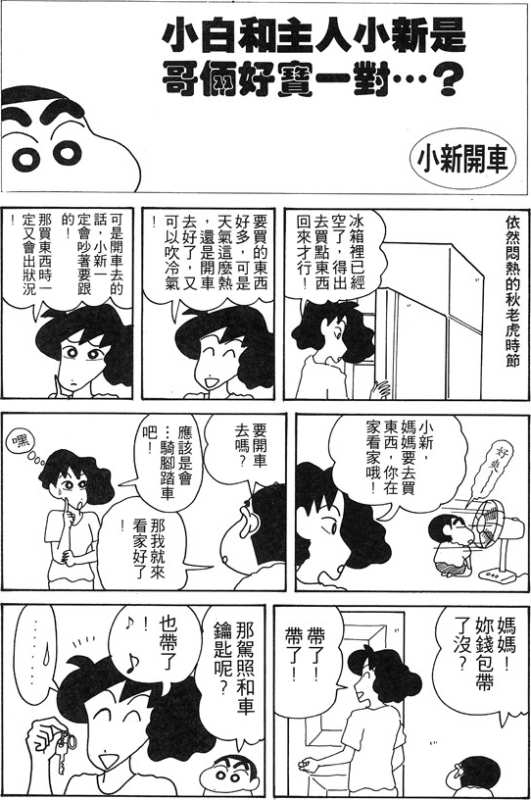 小白和主人小新是
哥倆好寶一對…？
小新開車
依然悶熱的秋老虎時節
冰箱裡已經
空了，得出
去買點東西
回來才行！
要買的東西
好多，可是
天氣這麼熱
，還是開車
去好了，又
可以吹冷氣
！
可是開車去的
話，小新一
定會吵著要跟
的！
那買東西時一
定又會出狀況
！
好爽～
小新，
媽媽要去買
東西，你在
家看家哦！
要開車
去嗎？
應該是會
…騎腳踏車
吧！
那我就來
看家好了
！
嘿
媽媽！
妳錢包帶
了沒？
帶了！
帶了！
那駕照和車
鑰匙呢？
也帶了
！
♪
♪
……